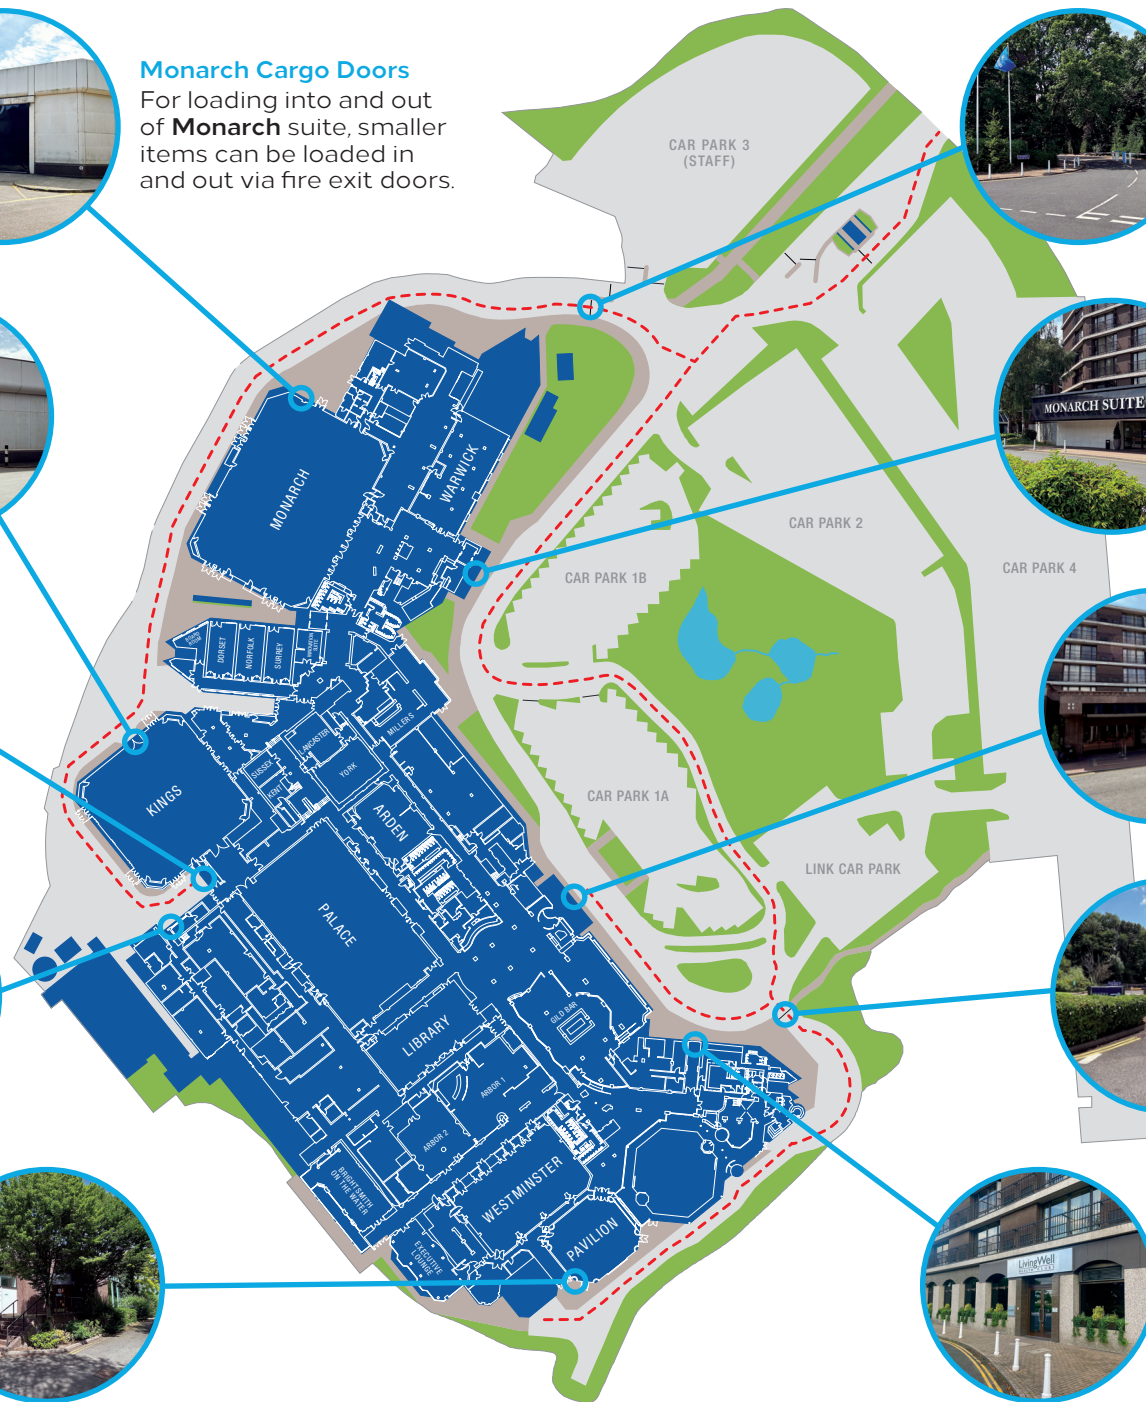 Monarch Cargo Doors
For loading into and out
of Monarch suite, smaller
items can be loaded in
and out via fire exit doors.
CAR PARK 3
(STAFF)
MONARCH SUITE
MONARCH
WARWICK
CAR PARK 2
CAR PARK 1B
CAR PARK 4
DORSET
NORFOLK
SURREY
MILLERS
LANCASTER
SUSSEX
YORK
KENT
KINGS
ARDEN
CAR PARK 1A
LINK CAR PARK
PALACE
GILD BAR
LIBRARY
ARBOR 1
ARBOR 2
BRIGHTSMITH
ON THE WATER
WESTMINSTER
PAVILION
EXECUTIVE
LOUNGE
LivingWell